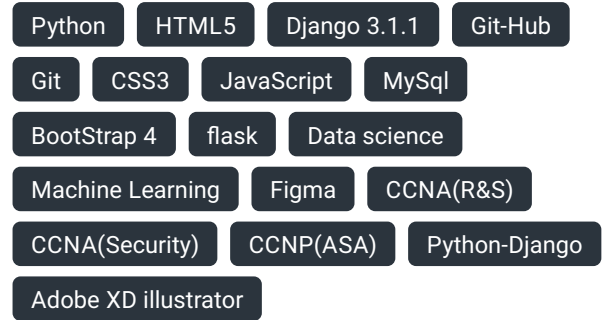 Python HTML5 Django 3.1.1 Git-Hub
Git CSS3 JavaScript MySql
BootStrap 4 flask Data science
Machine Learning Figma CCNA(R&S)
CCNA(Security) CCNP(ASA) Python-Django
Adobe XD illustrator